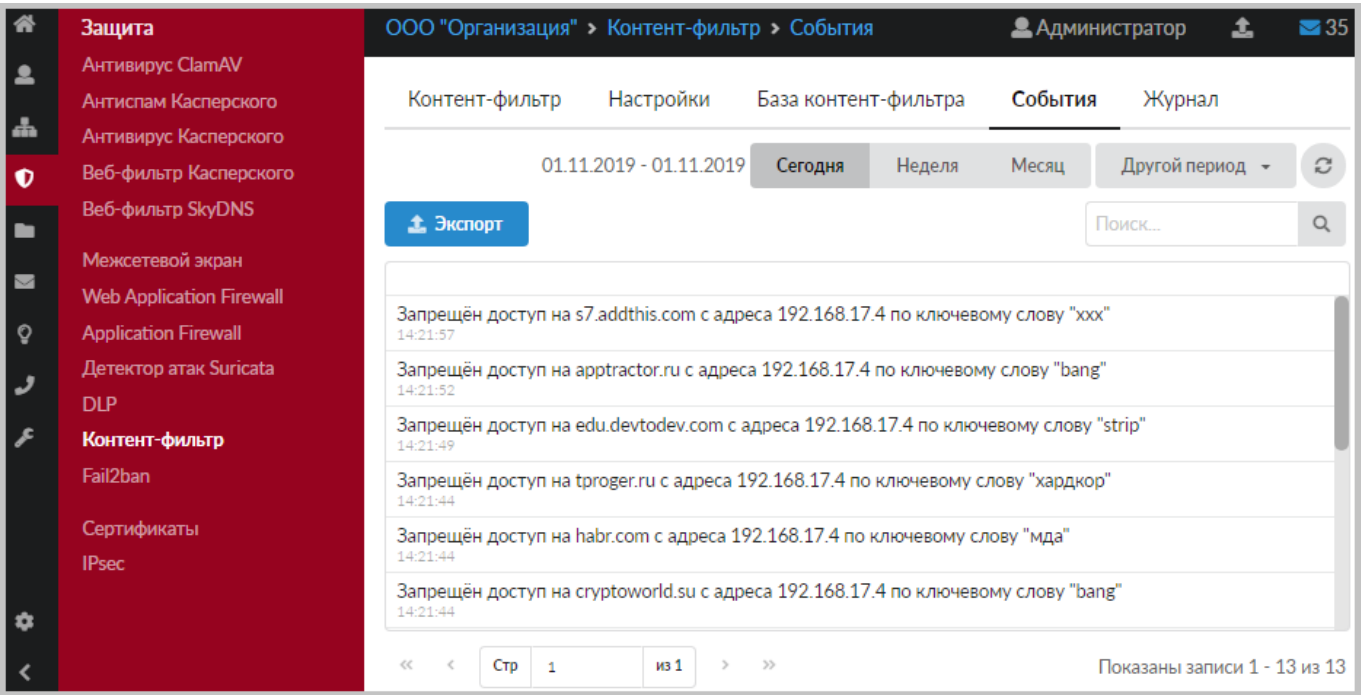 Защита
Антивирус ClamAV
Антиспам Касперского
Антивирус Касперского
Веб-фильтр Касперского
Веб-фильтр SkyDNS
Межсетевой экран
Web Application Firewall
Application Firewall
Детектор атак Suricata
DLP
Контент-фильтр
Fail2ban
Сертификаты
IPsec
ООО "Организация" > Контент-фильтр > События Администратор 35
Контент-фильтр Настройки База контент-фильтра События Журнал
01.11.2019 - 01.11.2019 Сегодня Неделя Месяц Другой период
Экспорт Поиск...
Запрещён доступ на s7.addthis.com с адреса 192.168.17.4 по ключевому слову "xxx"
14:21:57
Запрещён доступ на apptractor.ru с адреса 192.168.17.4 по ключевому слову "bang"
14:21:52
Запрещён доступ на edu.devtodev.com с адреса 192.168.17.4 по ключевому слову "strip"
14:21:49
Запрещён доступ на tproger.ru с адреса 192.168.17.4 по ключевому слову "хардкор"
14:21:44
Запрещён доступ на habr.com с адреса 192.168.17.4 по ключевому слову "мда"
14:21:44
Запрещён доступ на cryptoworld.su с адреса 192.168.17.4 по ключевому слову "bang"
14:21:44
Стр 1 из 1 Показаны записи 1 - 13 из 13